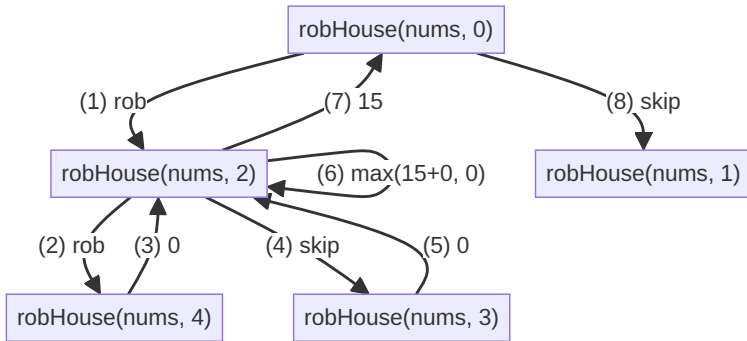 robHouse(nums, 0)
(1) rob
(7) 15
(8) skip
robHouse(nums, 2)
(6) max(15+0, 0)
robHouse(nums, 1)
(2) rob
(3) 0
(4) skip
(5) 0
robHouse(nums, 4)
robHouse(nums, 3)